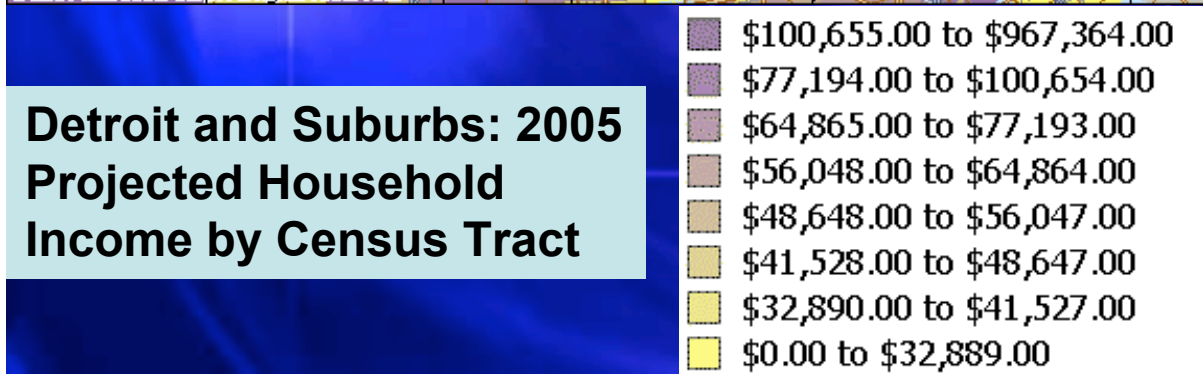 Detroit and Suburbs: 2005
Projected Household
Income by Census Tract
$100,655.00 to $967,364.00
$77,194.00 to $100,654.00
$64,865.00 to $77,193.00
$56,048.00 to $64,864.00
$48,648.00 to $56,047.00
$41,528.00 to $48,647.00
$32,890.00 to $41,527.00
$0.00 to $32,889.00